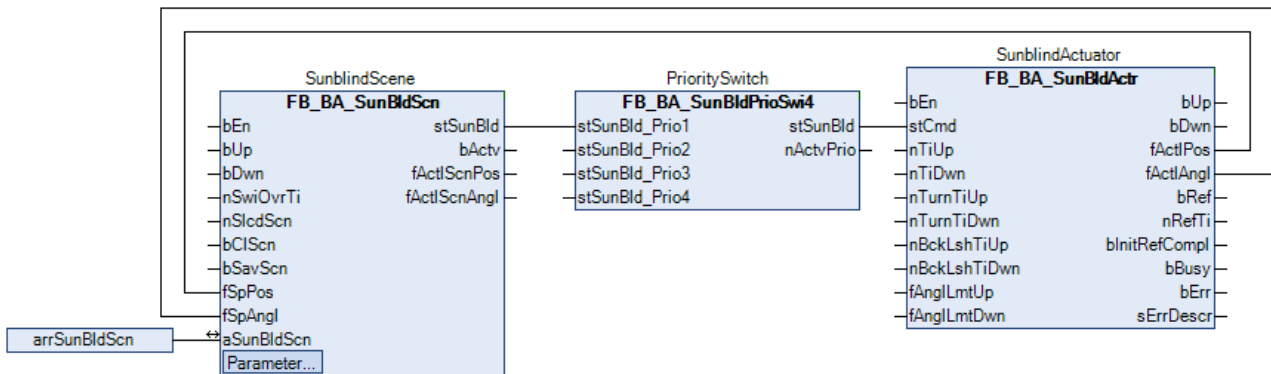 SunblindScene
FB_BA_SunBldScn
bEn
bUp
bDwn
nSwiOvrTi
nSlcdScn
bClScn
bSavScn
fSpPos
fSpAngl
aSunBldScn
Parameter...
stSunBld
bActv
fActlScnPos
fActlScnAngl
arrSunBldScn
PrioritySwitch
FB_BA_SunBldPrioSwi4
stSunBld_Prio1
stSunBld_Prio2
stSunBld_Prio3
stSunBld_Prio4
stSunBld
nActvPrio
SunblindActuator
FB_BA_SunBldActr
bEn
stCmd
nTiUp
nTiDwn
nTurnTiUp
nTurnTiDwn
nBckLshTiUp
nBckLshTiDwn
fAnglLmtUp
fAnglLmtDwn
bUp
bDwn
fActlPos
fActlAngl
bRef
nRefTi
bInitRefCompl
bBusy
bErr
sErrDescr